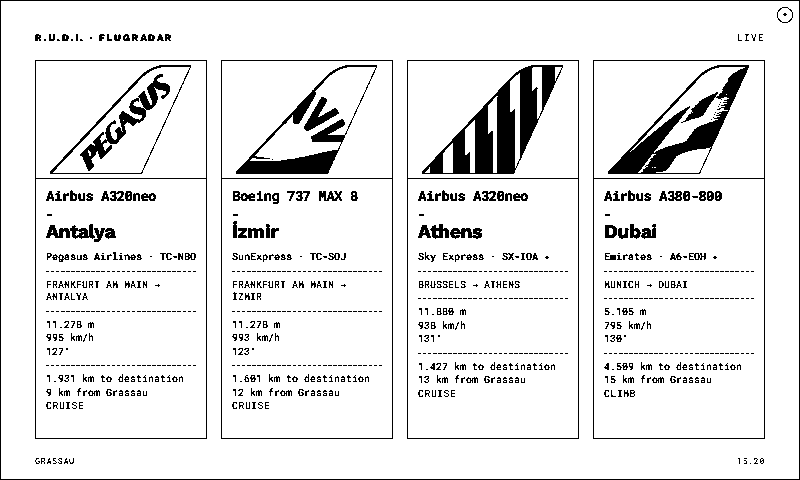 R.U.D.I. · FLUGRADAR
LIVE
PEGASUS
Airbus A320neo
–
Antalya
Pegasus Airlines · TC-NBO
FRANKFURT AM MAIN →
ANTALYA
11.278 m
995 km/h
127°
1.931 km to destination
9 km from Grassau
CRUISE
Boeing 737 MAX 8
–
İzmir
SunExpress · TC-SOJ
FRANKFURT AM MAIN →
İZMIR
11.278 m
993 km/h
123°
1.601 km to destination
12 km from Grassau
CRUISE
Airbus A320neo
–
Athens
Sky Express · SX-IOA ✦
BRUSSELS → ATHENS
11.880 m
938 km/h
131°
1.427 km to destination
13 km from Grassau
CRUISE
Airbus A380-800
–
Dubai
Emirates · A6-EOH ✦
MUNICH → DUBAI
5.105 m
795 km/h
130°
4.509 km to destination
15 km from Grassau
CLIMB
GRASSAU
15.20